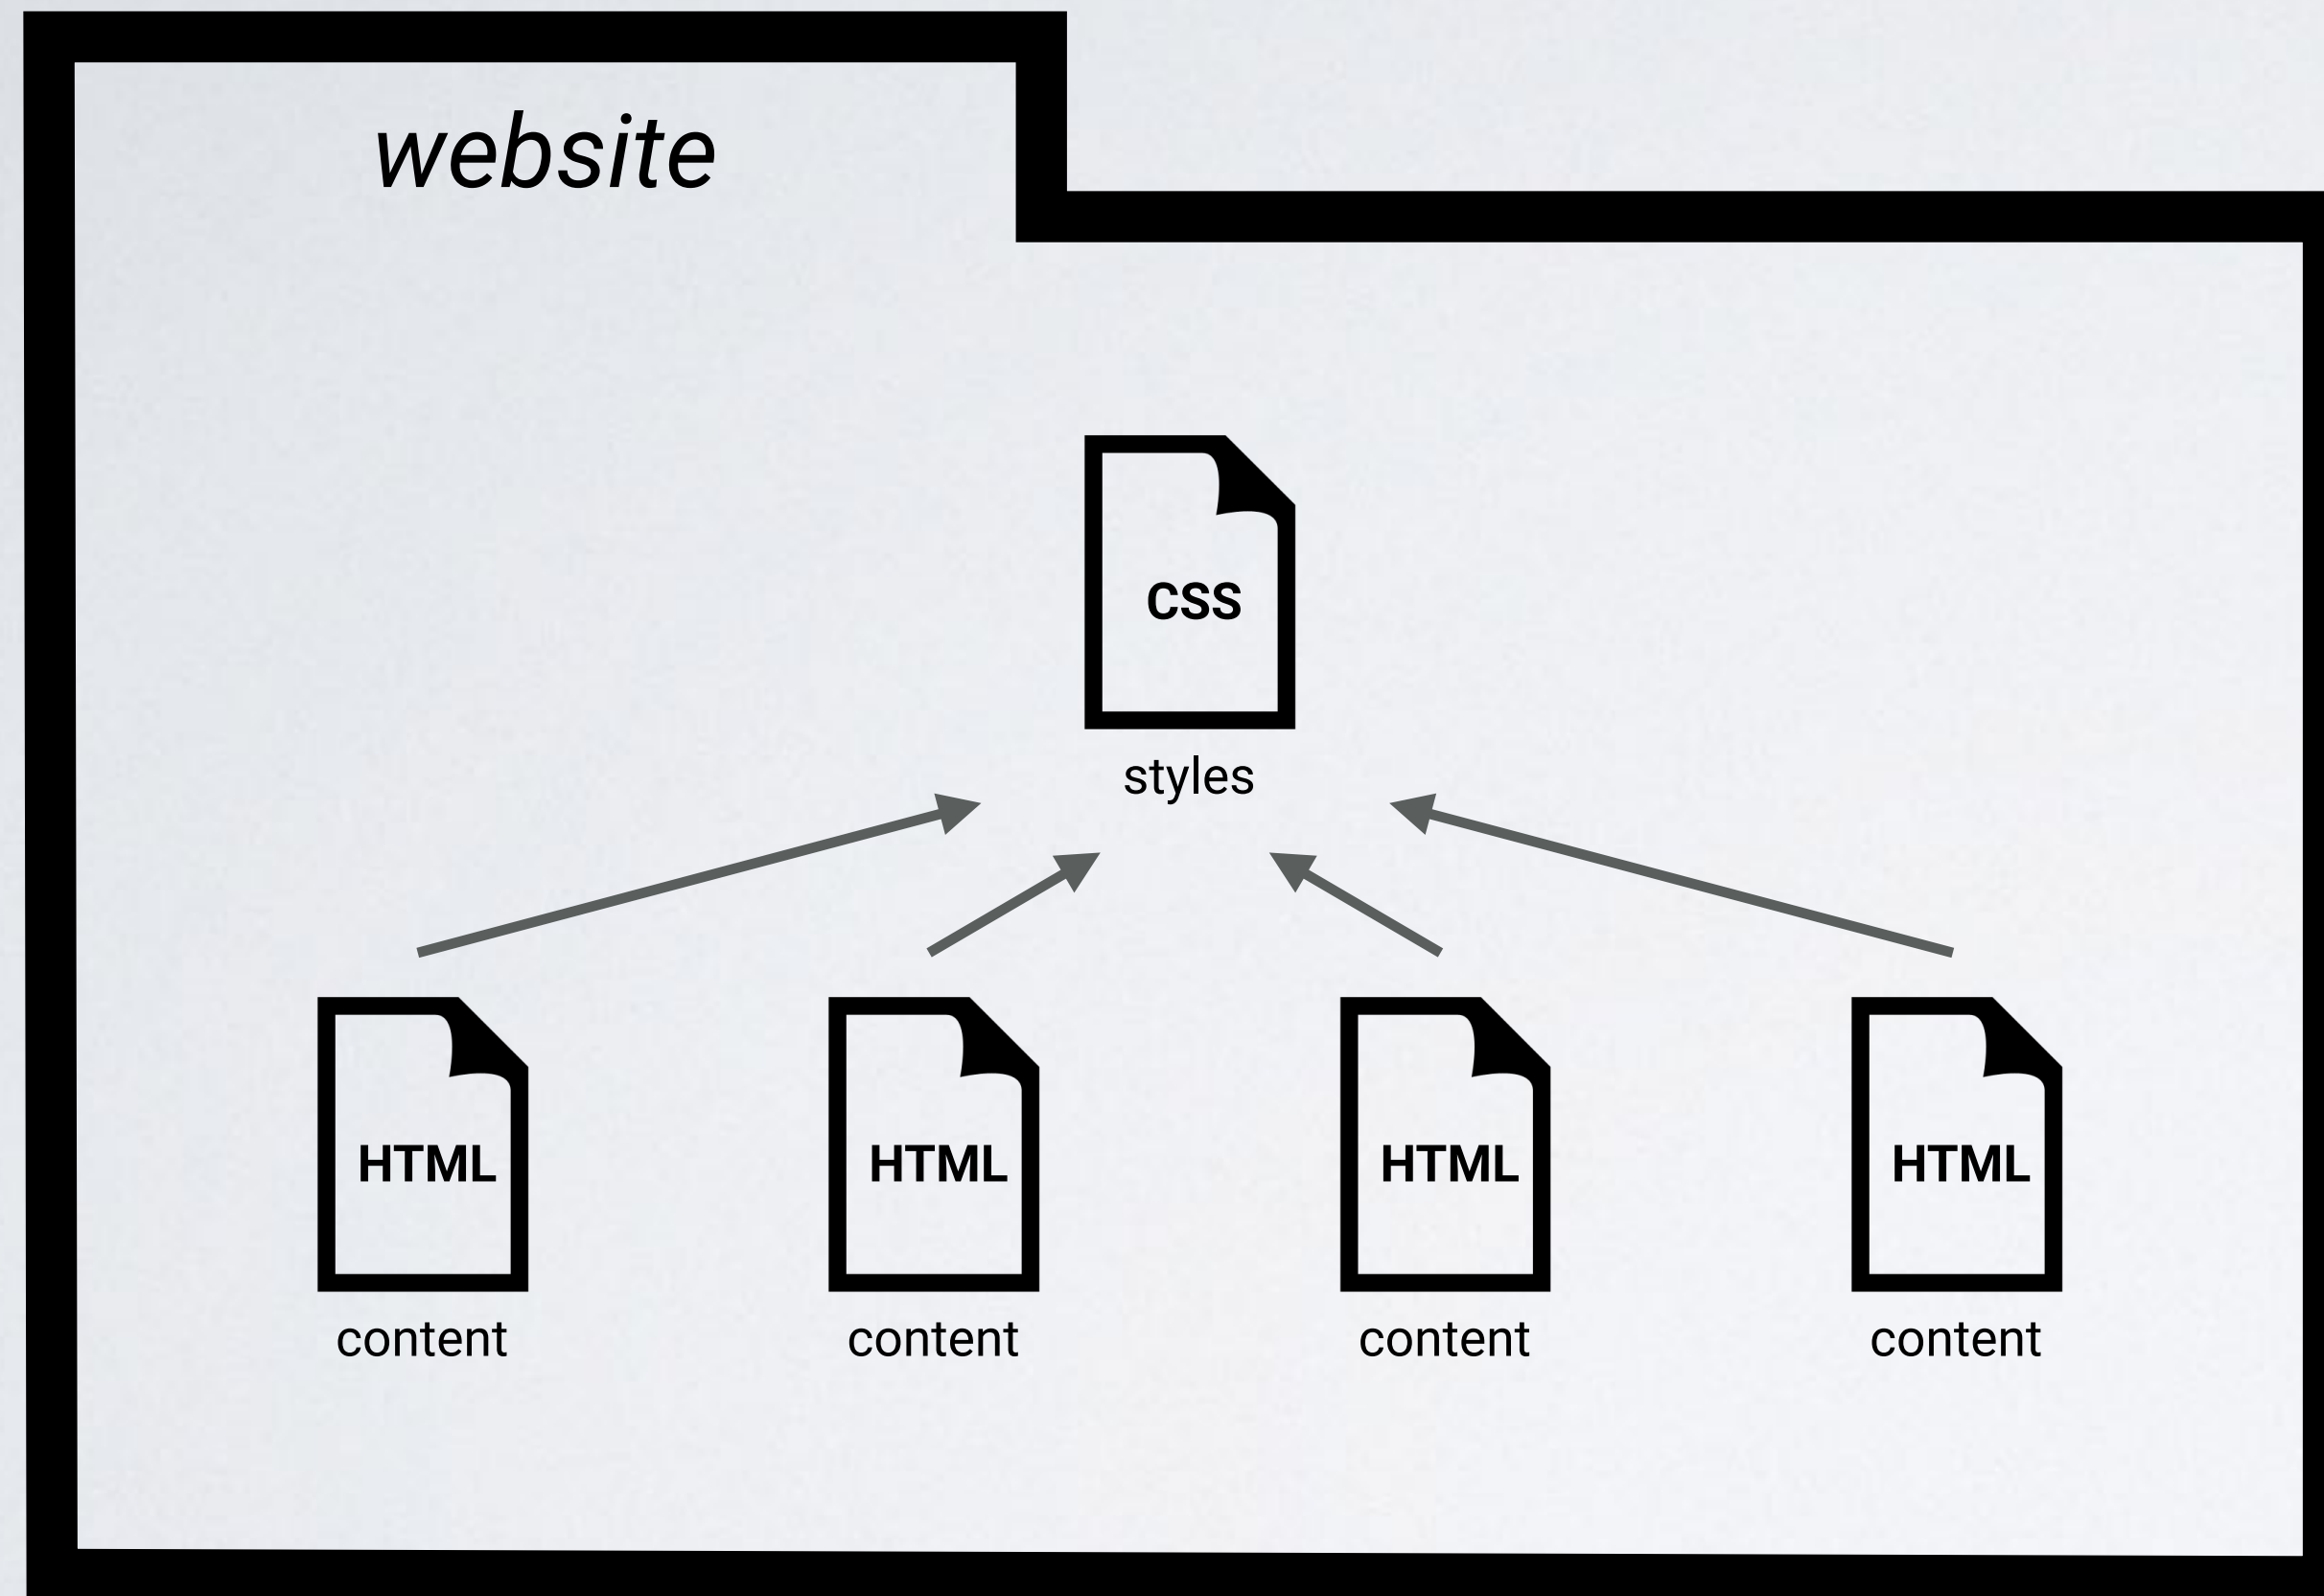 website
CSS
styles
HTML
HTML
HTML
HTML
content
content
content
content